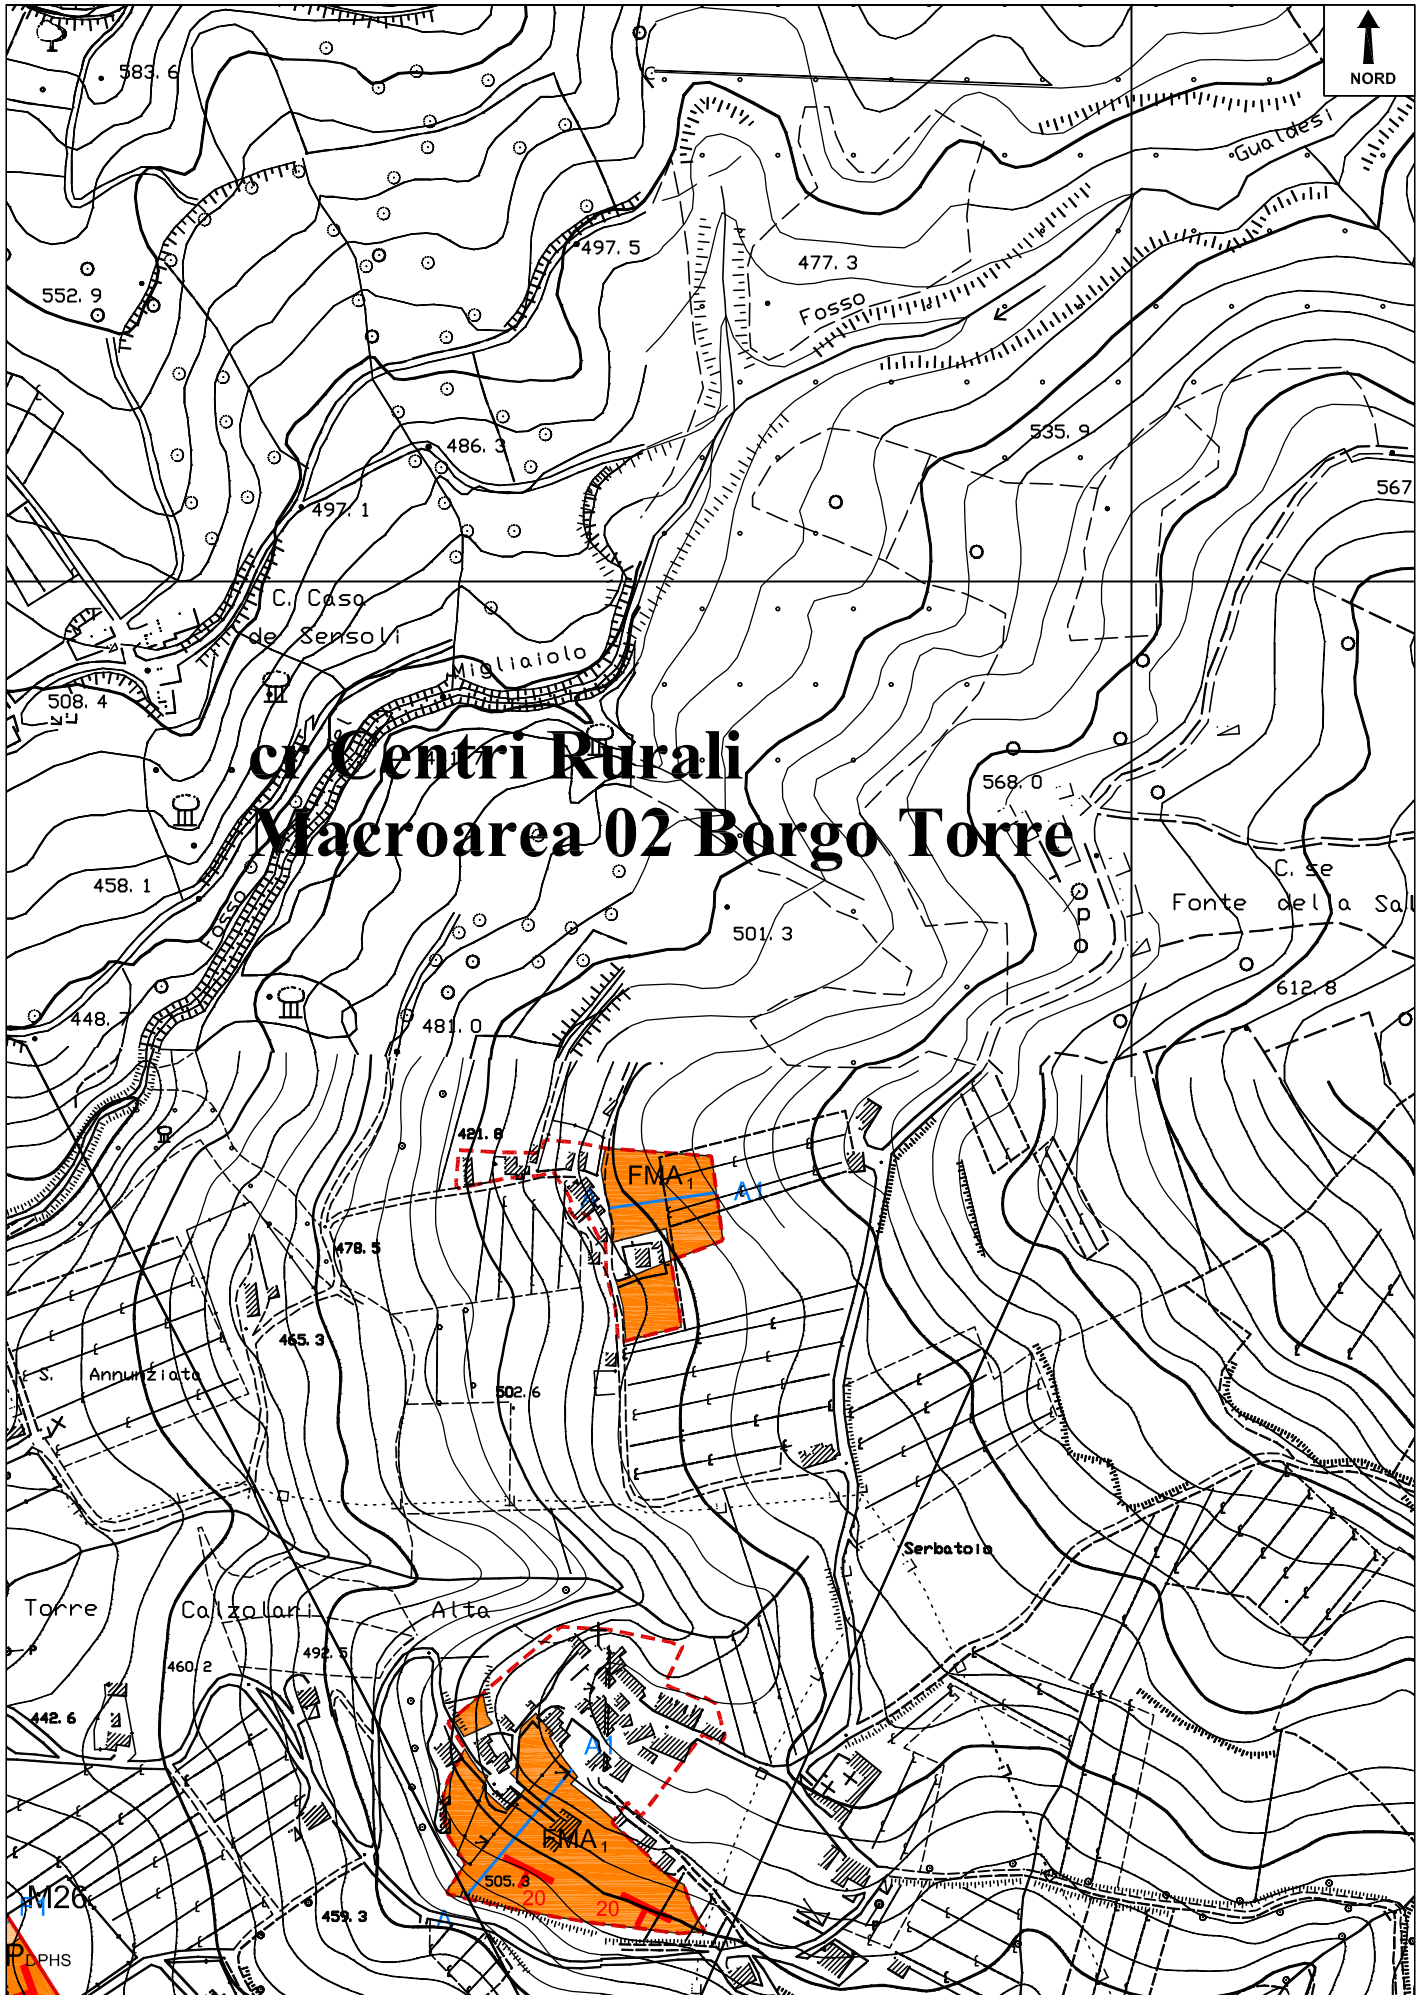 NORD
583. 6
Gualdesi
497. 5
477. 3
552. 9
Fosso
535. 9
486. 3
567
497. 1
C. Casa
de' Sensoli
Migliaiolo
508. 4
cr Centri Rurali
568. 0
Macroarea 02 Borgo Torre
458. 1
C. se
Fonte della Sal
Fosso
501. 3
612. 8
448. 7
481. 0
421. 8
FMA1
A1
478. 5
465. 3
S. Annunziata
502. 6
Serbatoio
Torre Calzolari Alta
P
460. 2
492. 5
442. 6
A1
FMA1
505. 3
M26
20
20
459. 3
A
PDPHS